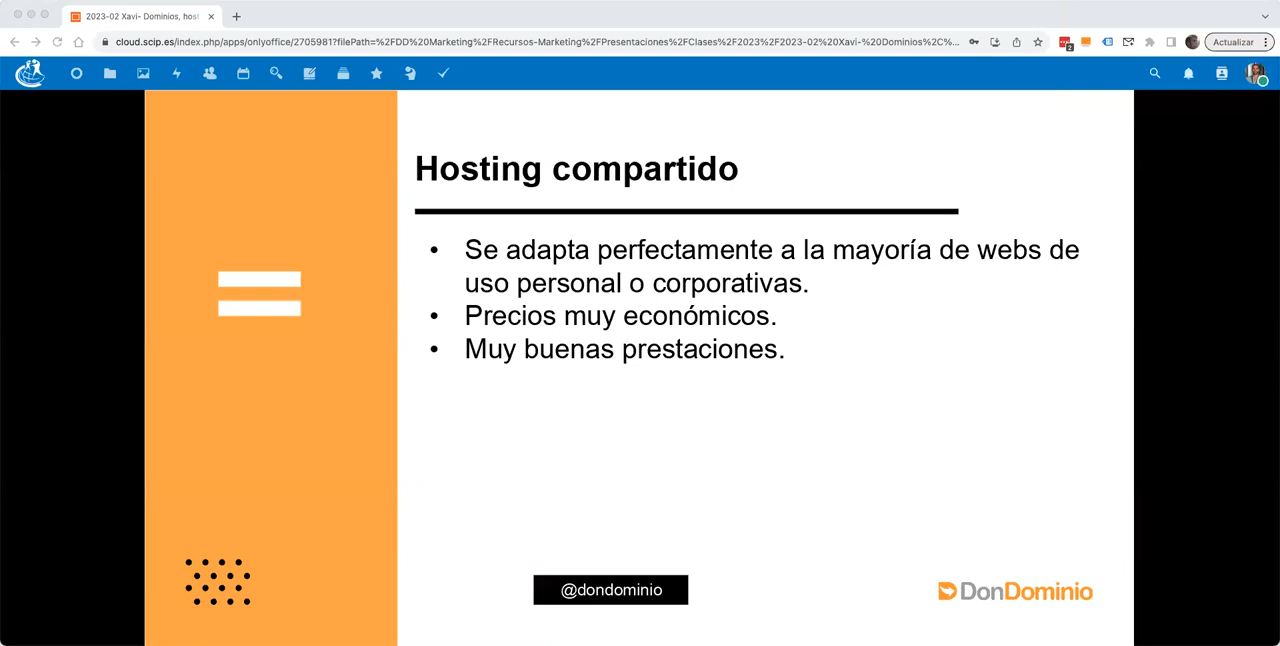 2023-02 Xavi- Dominios, host
cloud.scip.es/index.php/apps/onlyoffice/2705981?filePath=%2FDD%20Marketing%2FRecursos-Marketing%2FPresentaciones%2FClases%2F2023%2F2023-02%20Xavi-%20Dominios%2C%...
2
Actualizar
Hosting compartido
• Se adapta perfectamente a la mayoría de webs de
uso personal o corporativas.
• Precios muy económicos.
• Muy buenas prestaciones.
@dondominio
DonDominio